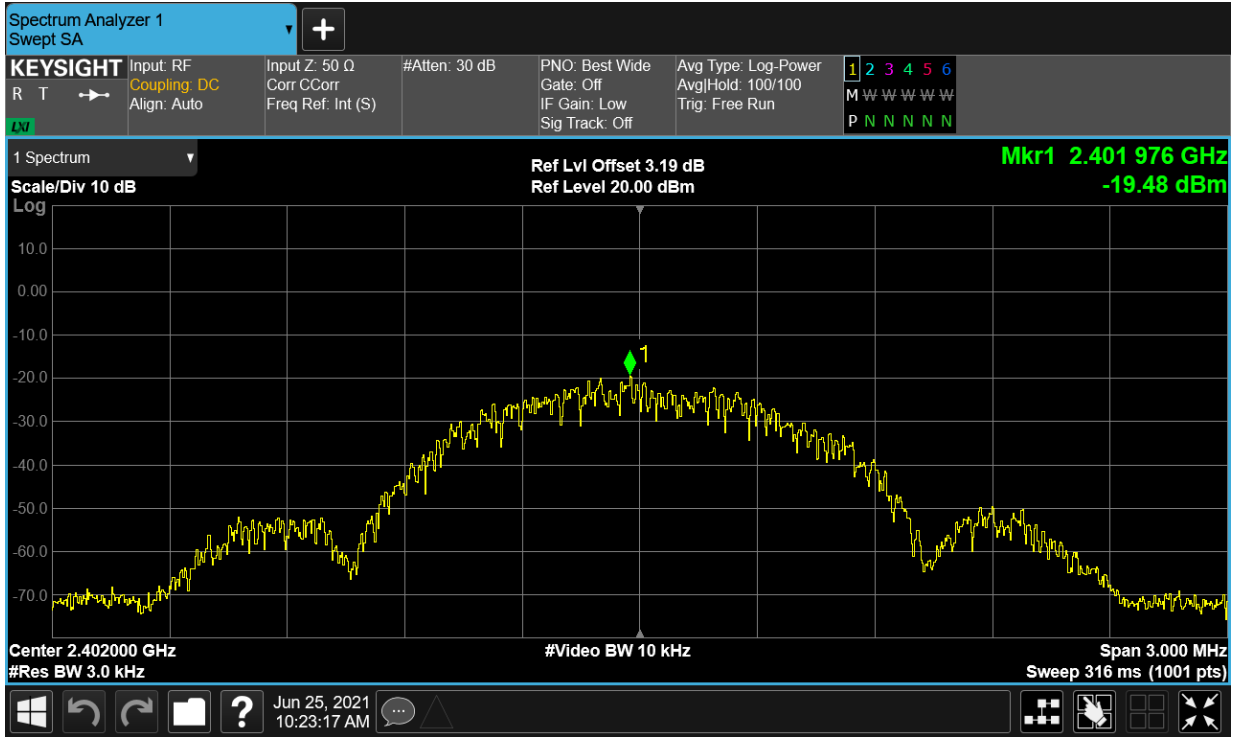 Spectrum Analyzer 1
Swept SA
+
KEYSIGHT Input: RF Input Z: 50 Ω #Atten: 30 dB PNO: Best Wide Avg Type: Log-Power 1 2 3 4 5 6
R T Coupling: DC Corr CCorr Gate: Off Avg|Hold: 100/100 M W W W W W
Align: Auto Freq Ref: Int (S) IF Gain: Low Trig: Free Run
LXI Sig Track: Off P N N N N N
1 Spectrum Ref Lvl Offset 3.19 dB Mkr1 2.401 976 GHz
Scale/Div 10 dB Ref Level 20.00 dBm -19.48 dBm
Log
10.0
0.00
-10.0
1
-20.0
-30.0
-40.0
-50.0
-60.0
-70.0
Center 2.402000 GHz #Video BW 10 kHz Span 3.000 MHz
#Res BW 3.0 kHz Sweep 316 ms (1001 pts)
? Jun 25, 2021
10:23:17 AM